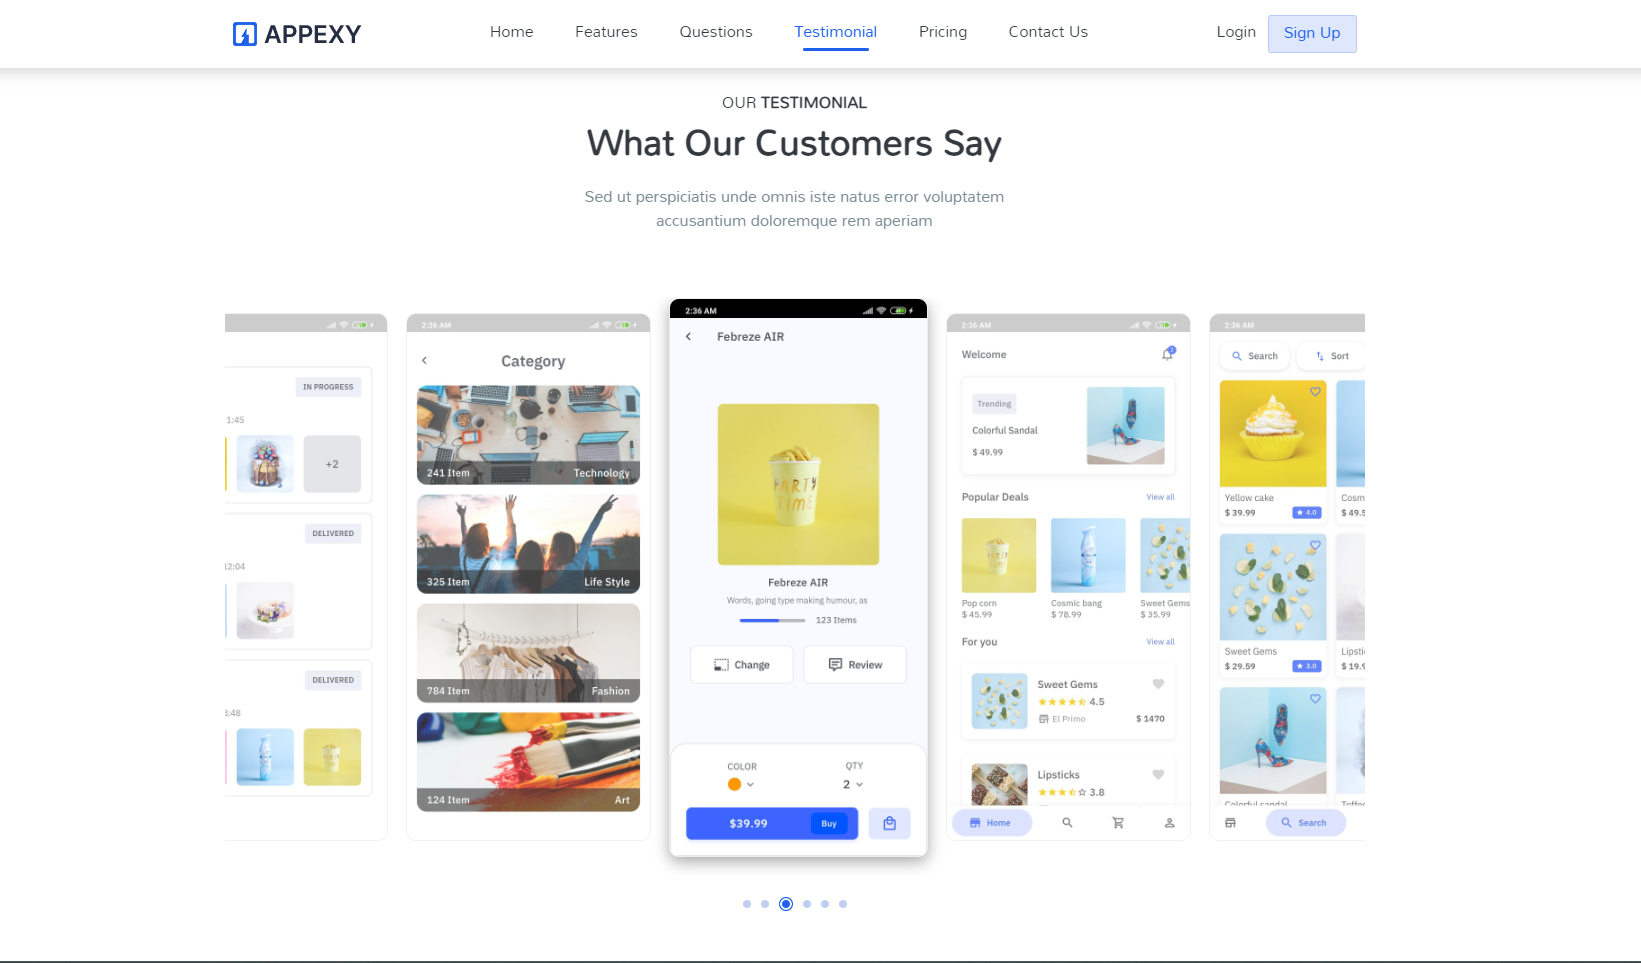 APPEXY
Home Features Questions Testimonial Pricing Contact Us Login Sign Up
OUR TESTIMONIAL
What Our Customers Say
Sed ut perspiciatis unde omnis iste natus error voluptatem
accusantium doloremque rem aperiam
IN PROGRESS
1:45
+2
DELIVERED
12:04
DELIVERED
:48
2:36 AM
Category
241 Item Technology
325 Item Life Style
784 Item Fashion
124 Item Art
2:36 AM
Febreze AIR
PARTY
TIME
Febreze AIR
Words, going type making humour, as
123 Items
Change Review
COLOR QTY
2
$39.99 Buy
2:36 AM
Welcome
2
Trending
Colorful Sandal
$ 49.99
Popular Deals View all
Pop corn Cosmic bang Sweet Gems
$ 45.99 $ 78.99 $ 35.99
For you View all
Sweet Gems
4.5
El Primo $ 1470
Lipsticks
3.8
Home
2:36 AM
Search Sort
Yellow cake Cosm
$ 39.99 4.0 $ 49.5
Sweet Gems Lipsti
$ 29.59 3.0 $ 19.9
Colorful sandal Toffee
Search